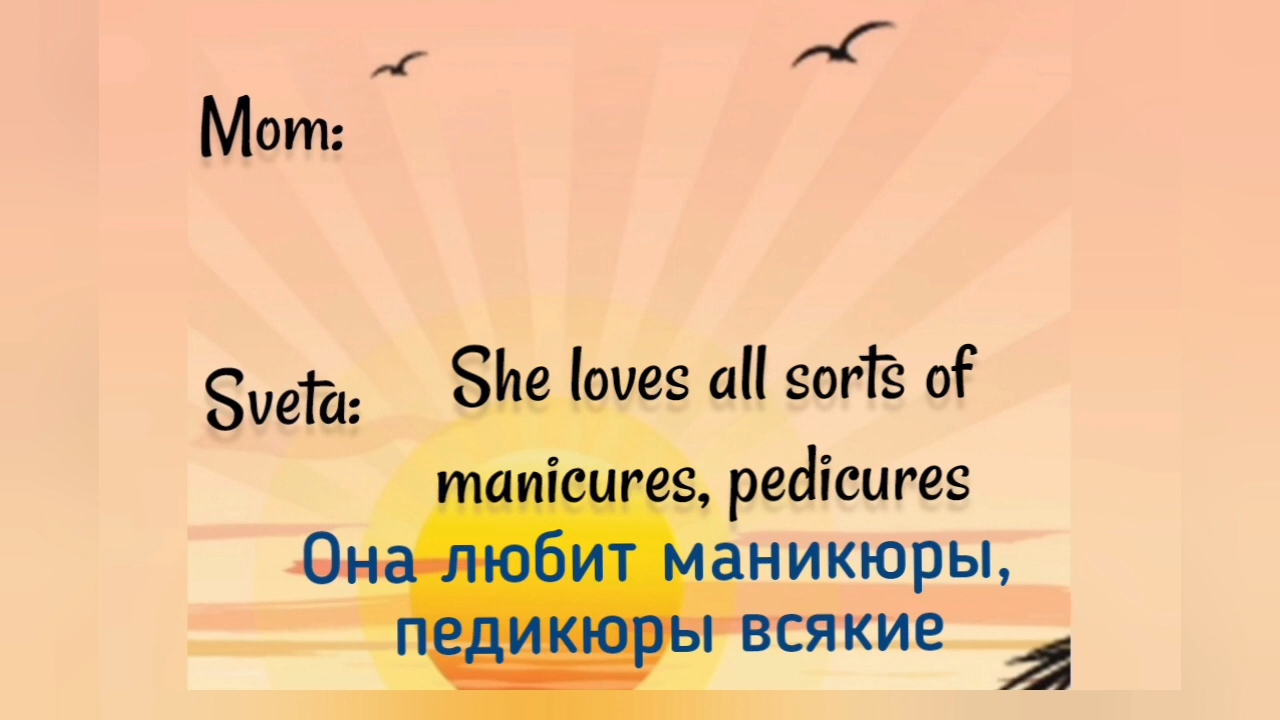 Mom:
Sveta:
She loves all sorts of
manicures, pedicures
Она любит маникюры,
педикюры всякие